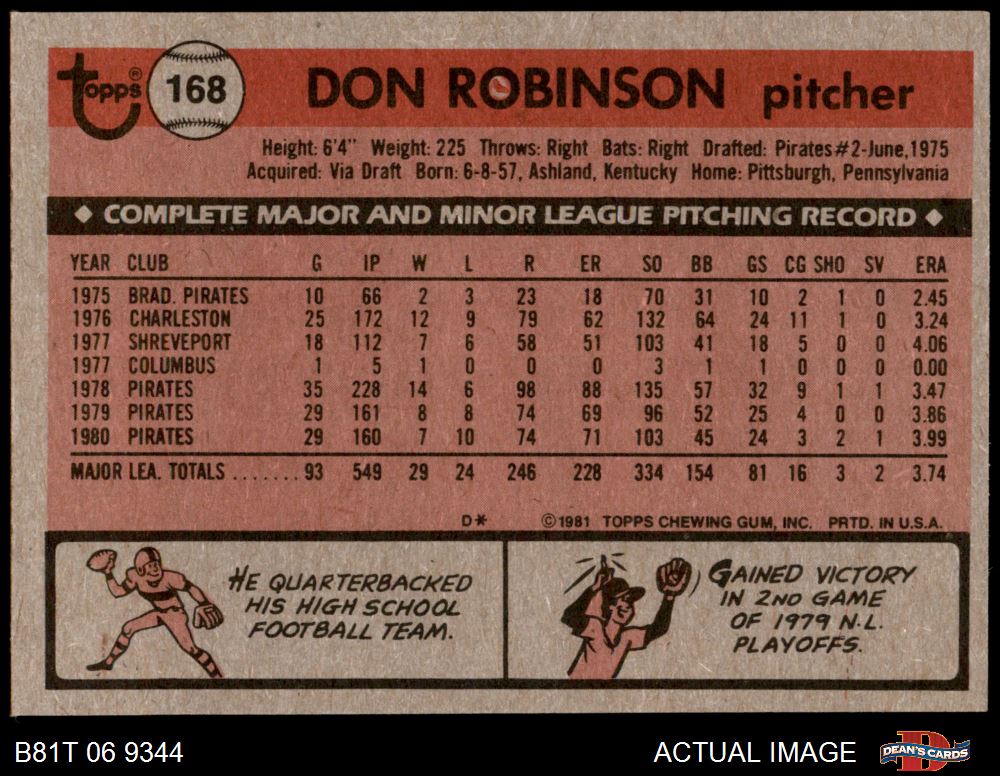 topps® 168 DON ROBINSON pitcher
Height: 6'4" Weight: 225 Throws: Right Bats: Right Drafted: Pirates #2-June, 1975
Acquired: Via Draft Born: 6-8-57, Ashland, Kentucky Home: Pittsburgh, Pennsylvania
◆ COMPLETE MAJOR AND MINOR LEAGUE PITCHING RECORD ◆
YEAR CLUB G IP W L R ER SO BB GS CG SHO SV ERA
1975 BRAD. PIRATES 10 66 2 3 23 18 70 31 10 2 1 0 2.45
1976 CHARLESTON 25 172 12 9 79 62 132 64 24 11 1 0 3.24
1977 SHREVEPORT 18 112 7 6 58 51 103 41 18 5 0 0 4.06
1977 COLUMBUS 1 5 1 0 0 0 3 1 1 0 0 0 0.00
1978 PIRATES 35 228 14 6 98 88 135 57 32 9 1 1 3.47
1979 PIRATES 29 161 8 8 74 69 96 52 25 4 0 0 3.86
1980 PIRATES 29 160 7 10 74 71 103 45 24 3 2 1 3.99
MAJOR LEA. TOTALS ....... 93 549 29 24 246 228 334 154 81 16 3 2 3.74
D* ©1981 TOPPS CHEWING GUM, INC. PRTD. IN U.S.A.
HE QUARTERBACKED
HIS HIGH SCHOOL
FOOTBALL TEAM.
GAINED VICTORY
IN 2ND GAME
OF 1979 N.L.
PLAYOFFS.
B81T 06 9344 ACTUAL IMAGE D DEAN'S CARDS